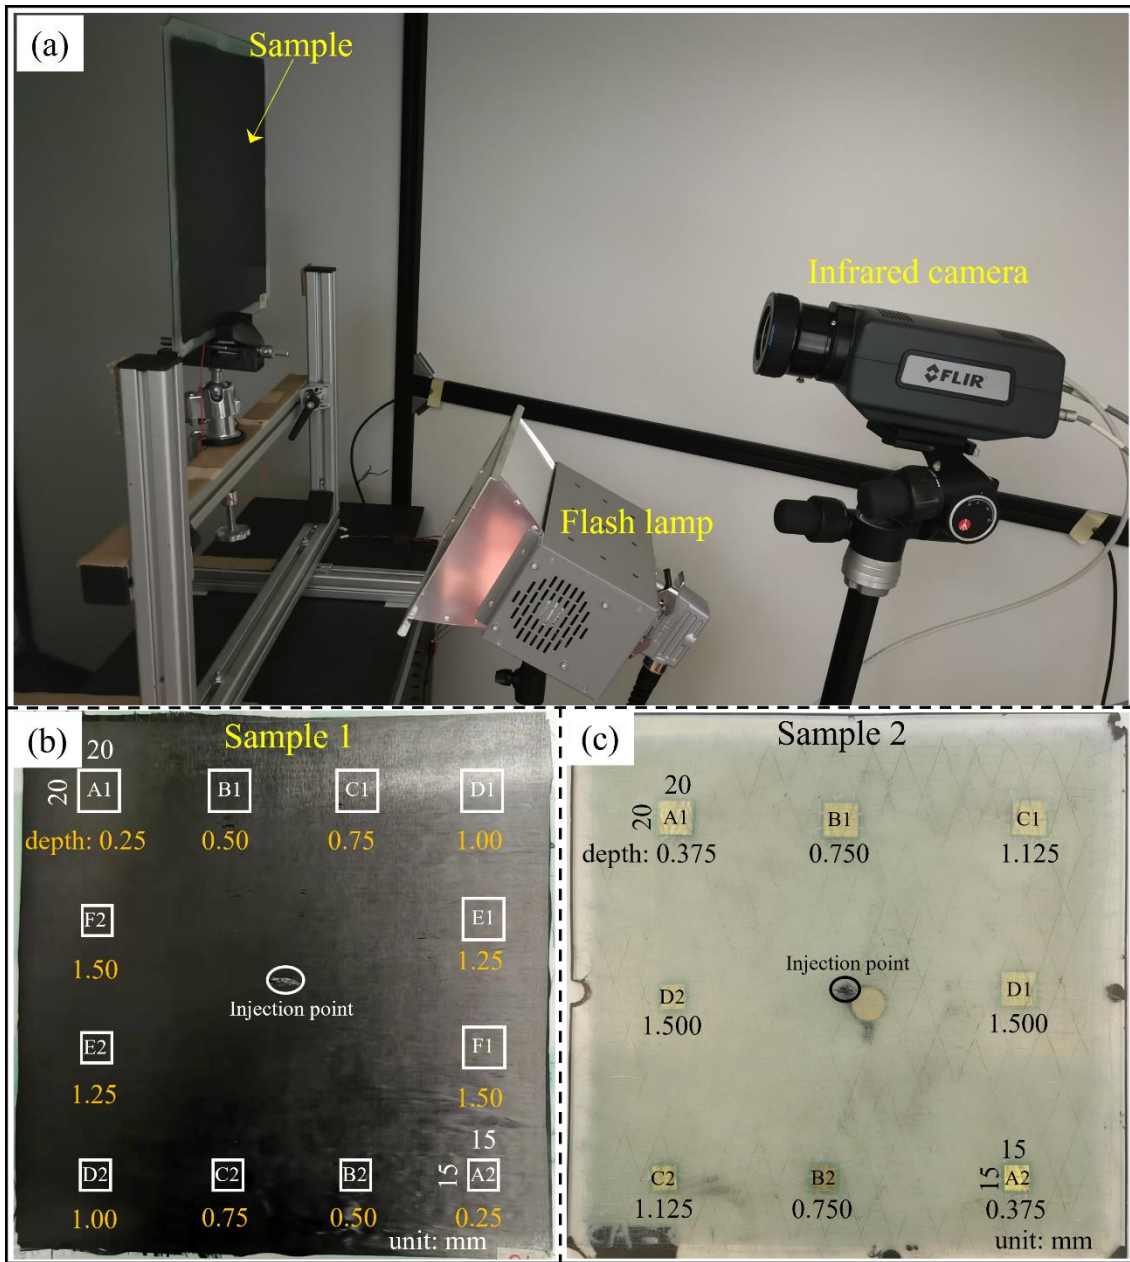 (a)
Sample
Infrared camera
FLIR
Flash lamp
(b)
Sample 1
20
20
A1
B1
C1
D1
depth: 0.25
0.50
0.75
1.00
F2
E1
1.50
1.25
Injection point
E2
F1
1.25
1.50
15
15
D2
C2
B2
A2
1.00
0.75
0.50
0.25
unit: mm
(c)
Sample 2
20
20
A1
B1
C1
depth: 0.375
0.750
1.125
Injection point
D2
D1
1.500
1.500
15
15
C2
B2
A2
1.125
0.750
0.375
unit: mm